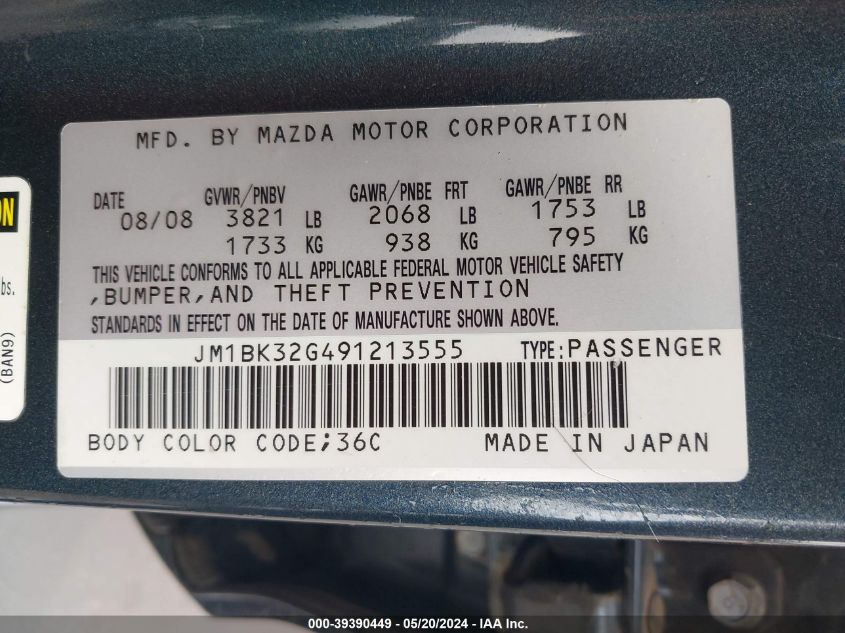 MFD. BY MAZDA MOTOR CORPORATION
DATE GVWR/PNBV GAWR/PNBE FRT GAWR/PNBE RR
08/08 3821 LB 2068 LB 1753 LB
1733 KG 938 KG 795 KG
THIS VEHICLE CONFORMS TO ALL APPLICABLE FEDERAL MOTOR VEHICLE SAFETY
,BUMPER,AND THEFT PREVENTION
STANDARDS IN EFFECT ON THE DATE OF MANUFACTURE SHOWN ABOVE.
JM1BK32G491213555 TYPE:PASSENGER
BODY COLOR CODE;36C MADE IN JAPAN
ON
lbs.
(BAN9)
000-39390449 — 05/20/2024 — IAA Inc.